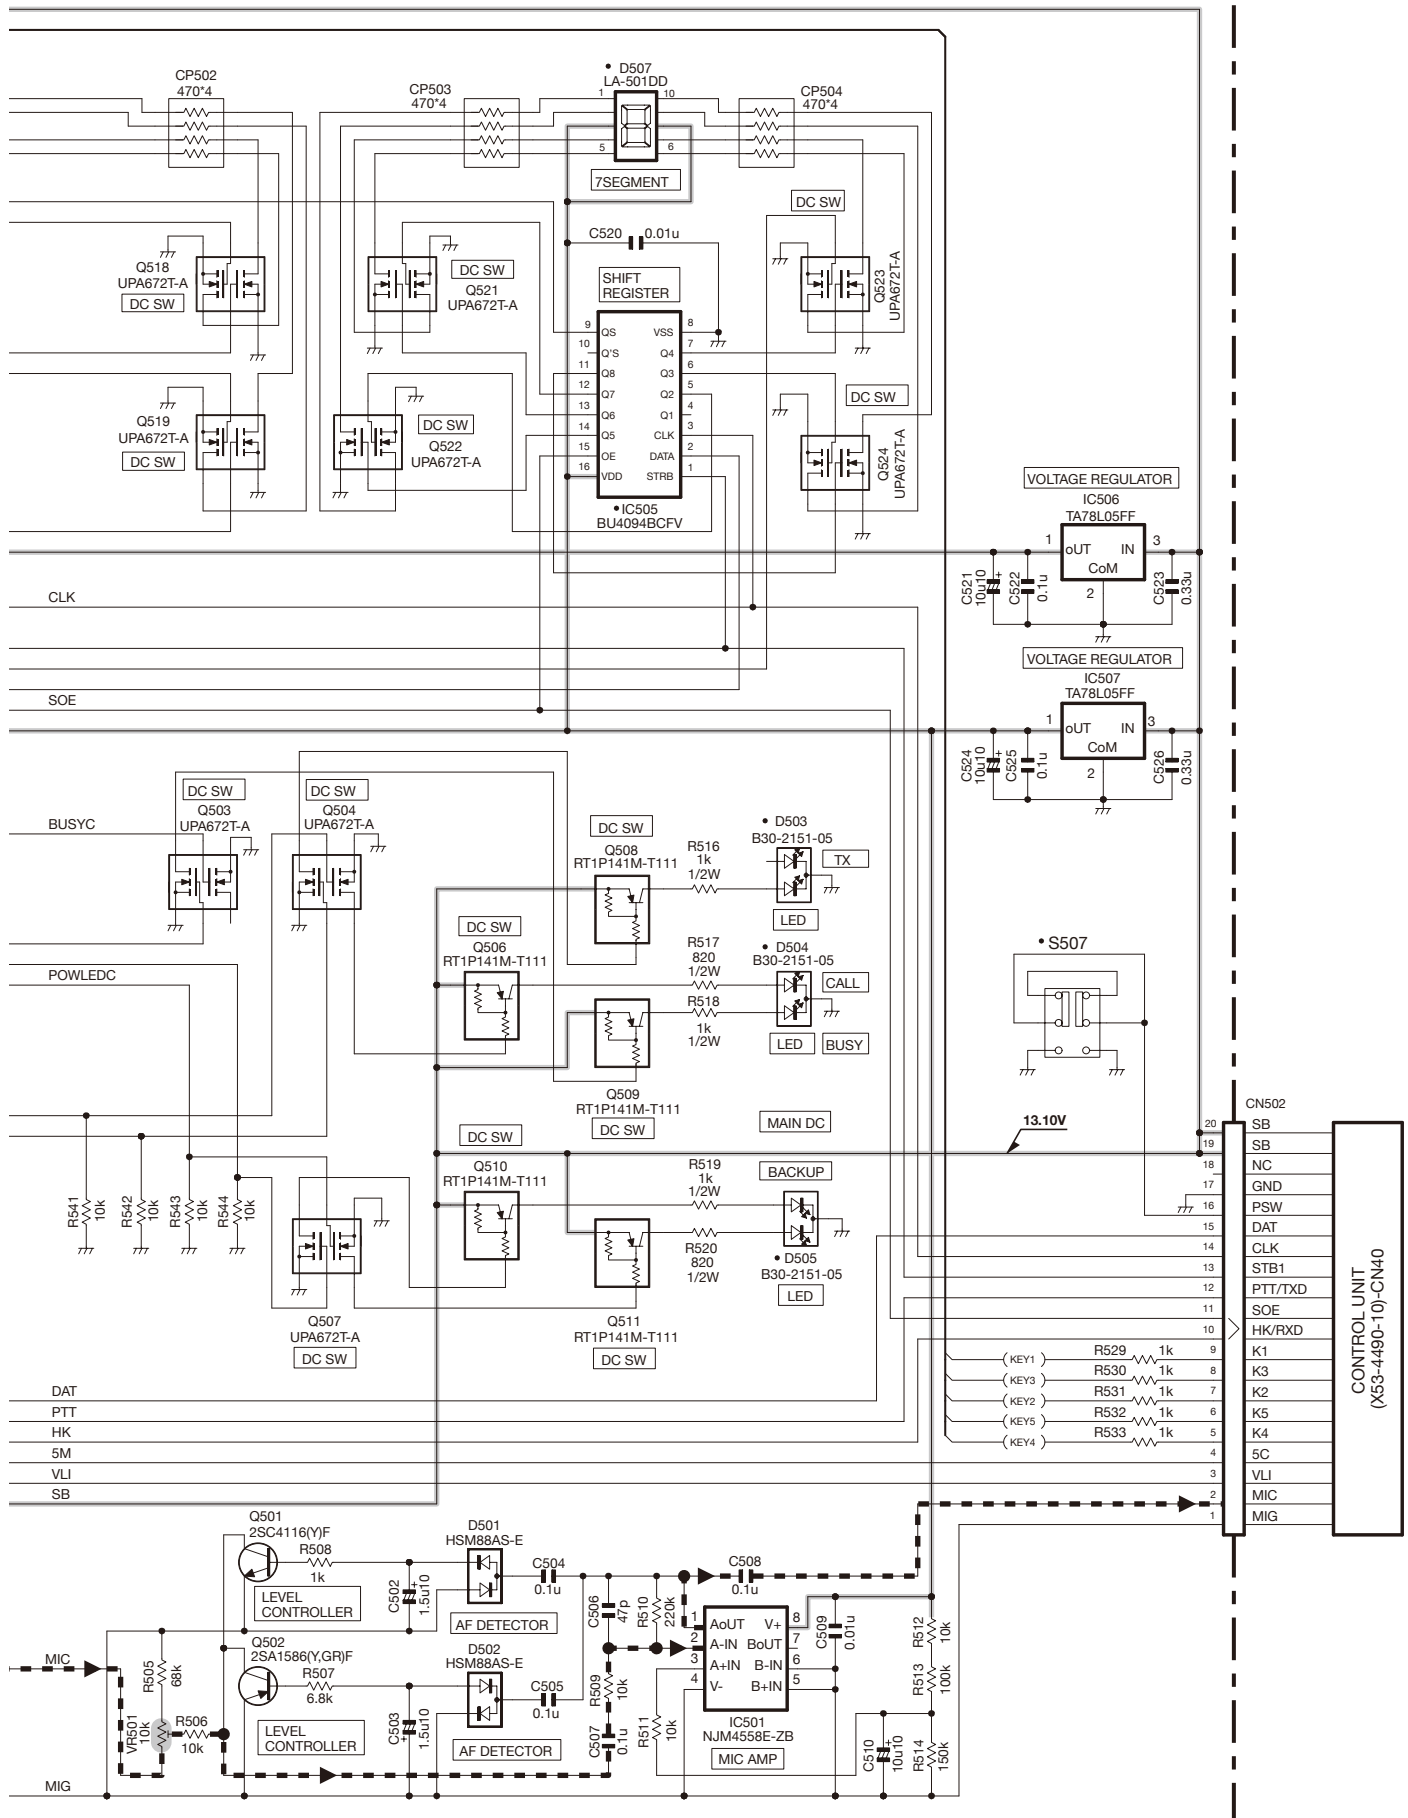 CP502
470*4
CP503
470*4
D507
LA-501DD
CP504
470*4
1
10
5
6
7SEGMENT
DC SW
C520
0.01u
Q518
UPA672T-A
DC SW
DC SW
Q521
UPA672T-A
SHIFT
REGISTER
Q523
UPA672T-A
9
QS
VSS
8
10
Q'S
Q4
7
11
Q8
Q3
6
12
Q7
Q2
5
13
Q6
Q1
4
14
Q5
CLK
3
15
OE
DATA
2
16
VDD
STRB
1
IC505
BU4094BCFV
Q519
UPA672T-A
DC SW
DC SW
Q522
UPA672T-A
DC SW
Q524
UPA672T-A
VOLTAGE REGULATOR
IC506
TA78L05FF
1
oUT
IN
3
CoM
2
C521
10u10
+
C522
0.1u
C523
0.33u
CLK
VOLTAGE REGULATOR
IC507
TA78L05FF
1
oUT
IN
3
CoM
2
C524
10u10
+
C525
0.1u
C526
0.33u
SOE
DC SW
Q503
UPA672T-A
DC SW
Q504
UPA672T-A
BUSYC
DC SW
Q508
RT1P141M-T111
R516
1k
1/2W
D503
B30-2151-05
TX
LED
DC SW
Q506
RT1P141M-T111
R517
820
1/2W
D504
B30-2151-05
CALL
R518
1k
1/2W
LED
BUSY
POWLEDC
S507
Q509
RT1P141M-T111
DC SW
MAIN DC
13.10V
DC SW
Q510
RT1P141M-T111
R519
1k
1/2W
BACKUP
R520
820
1/2W
D505
B30-2151-05
LED
R541
10k
R542
10k
R543
10k
R544
10k
Q507
UPA672T-A
DC SW
Q511
RT1P141M-T111
DC SW
CN502
20
SB
19
SB
18
NC
17
GND
16
PSW
15
DAT
14
CLK
13
STB1
12
PTT/TXD
11
SOE
10
HK/RXD
KEY1
R529
1k
9
K1
KEY3
R530
1k
8
K3
KEY2
R531
1k
7
K2
KEY5
R532
1k
6
K5
KEY4
R533
1k
5
K4
4
5C
3
VLI
2
MIC
1
MIG
CONTROL UNIT
(X53-4490-10)-CN40
DAT
PTT
HK
5M
VLI
SB
Q501
2SC4116(Y)F
R508
1k
LEVEL
CONTROLLER
C502
1.5u10
+
D501
HSM88AS-E
AF DETECTOR
C504
0.1u
C506
47p
R510
220k
C508
0.1u
1
AoUT
V+
8
2
A-IN
BoUT
7
3
A+IN
B-IN
6
4
V-
B+IN
5
IC501
NJM4558E-ZB
MIC AMP
C509
0.01u
R512
10k
R513
100k
R514
150k
C510
10u10
+
MIC
R505
68k
Q502
2SA1586(Y,GR)F
R507
6.8k
LEVEL
CONTROLLER
C503
1.5u10
+
D502
HSM88AS-E
AF DETECTOR
C505
0.1u
R509
10k
C507
0.1u
R511
10k
VR501
10k
R506
10k
MIG